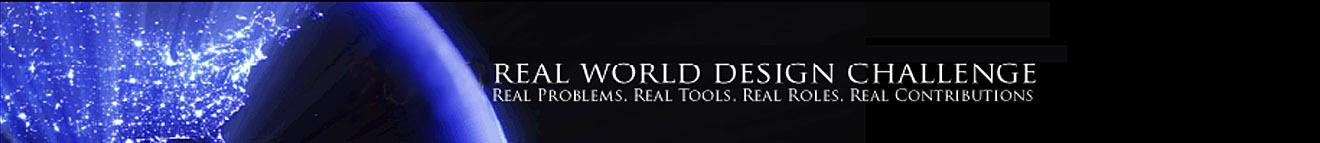 REAL WORLD DESIGN CHALLENGE
REAL PROBLEMS. REAL TOOLS. REAL ROLES. REAL CONTRIBUTIONS